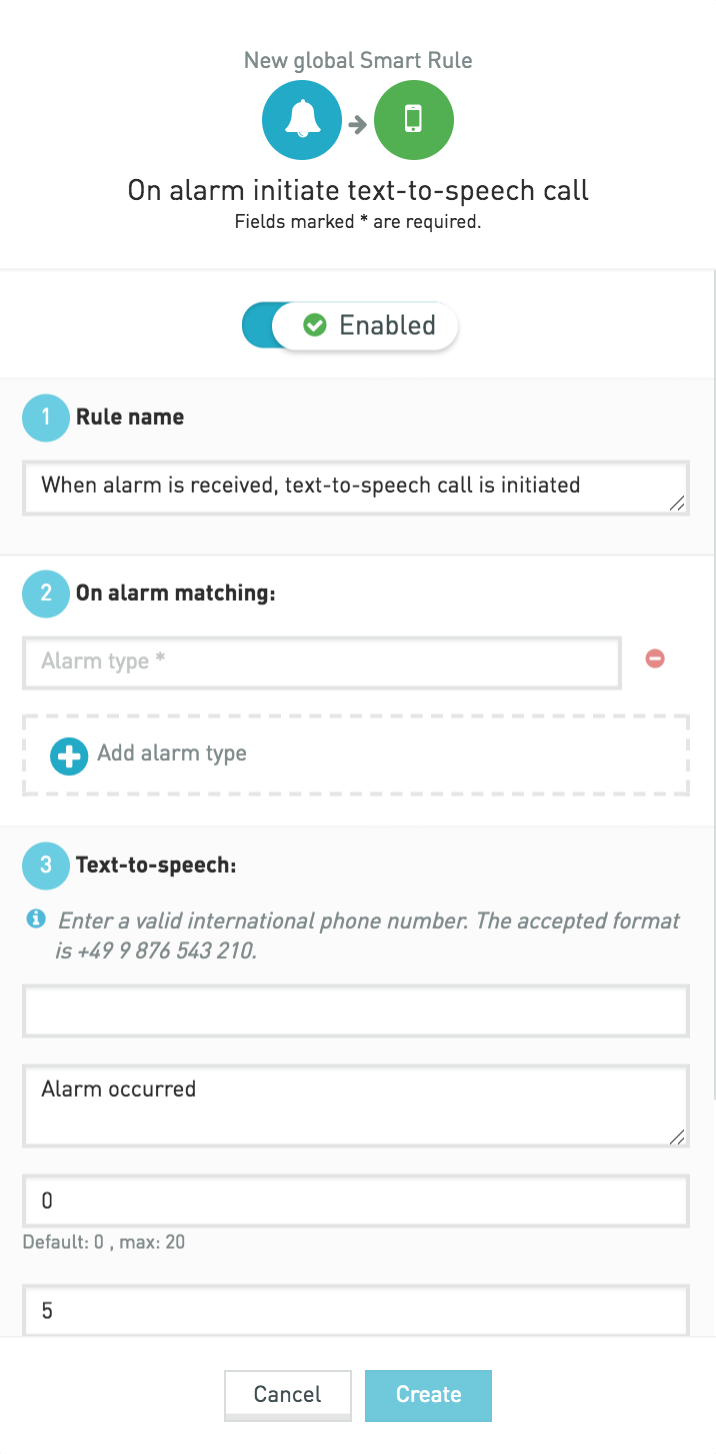 New global Smart Rule
On alarm initiate text-to-speech call
Fields marked * are required.
Enabled
1 Rule name
When alarm is received, text-to-speech call is initiated
2 On alarm matching:
Alarm type *
Add alarm type
3 Text-to-speech:
Enter a valid international phone number. The accepted format
is +49 9 876 543 210.
Alarm occurred
0
Default: 0 , max: 20
5
Cancel Create